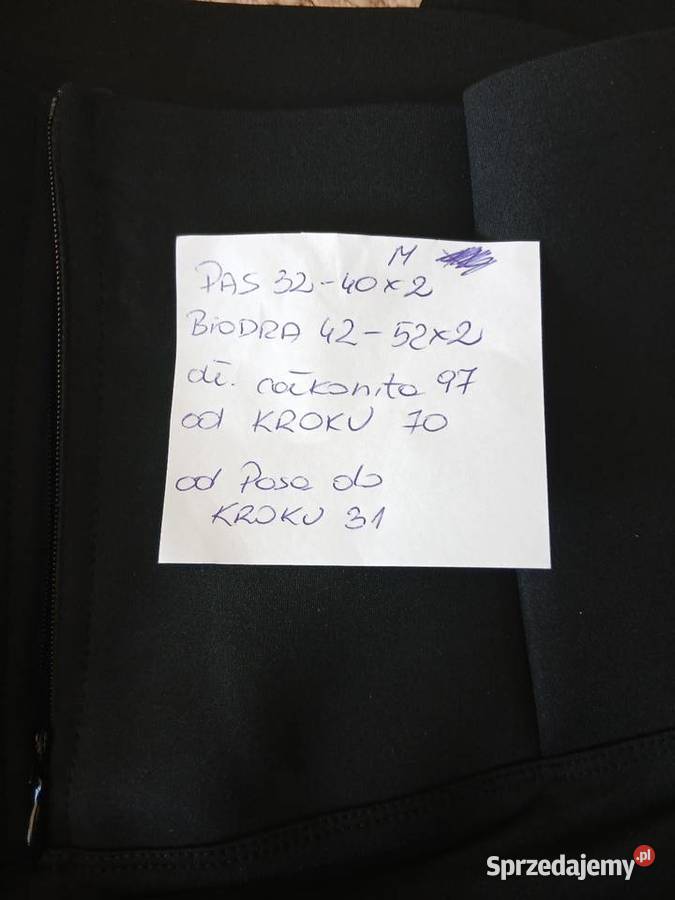 M
PAS 32-40x2
BIODRA 42-52x2
dł. całkowita 97
od KROKU 70
od Pasa do
KROKU 31
Sprzedajemy.pl